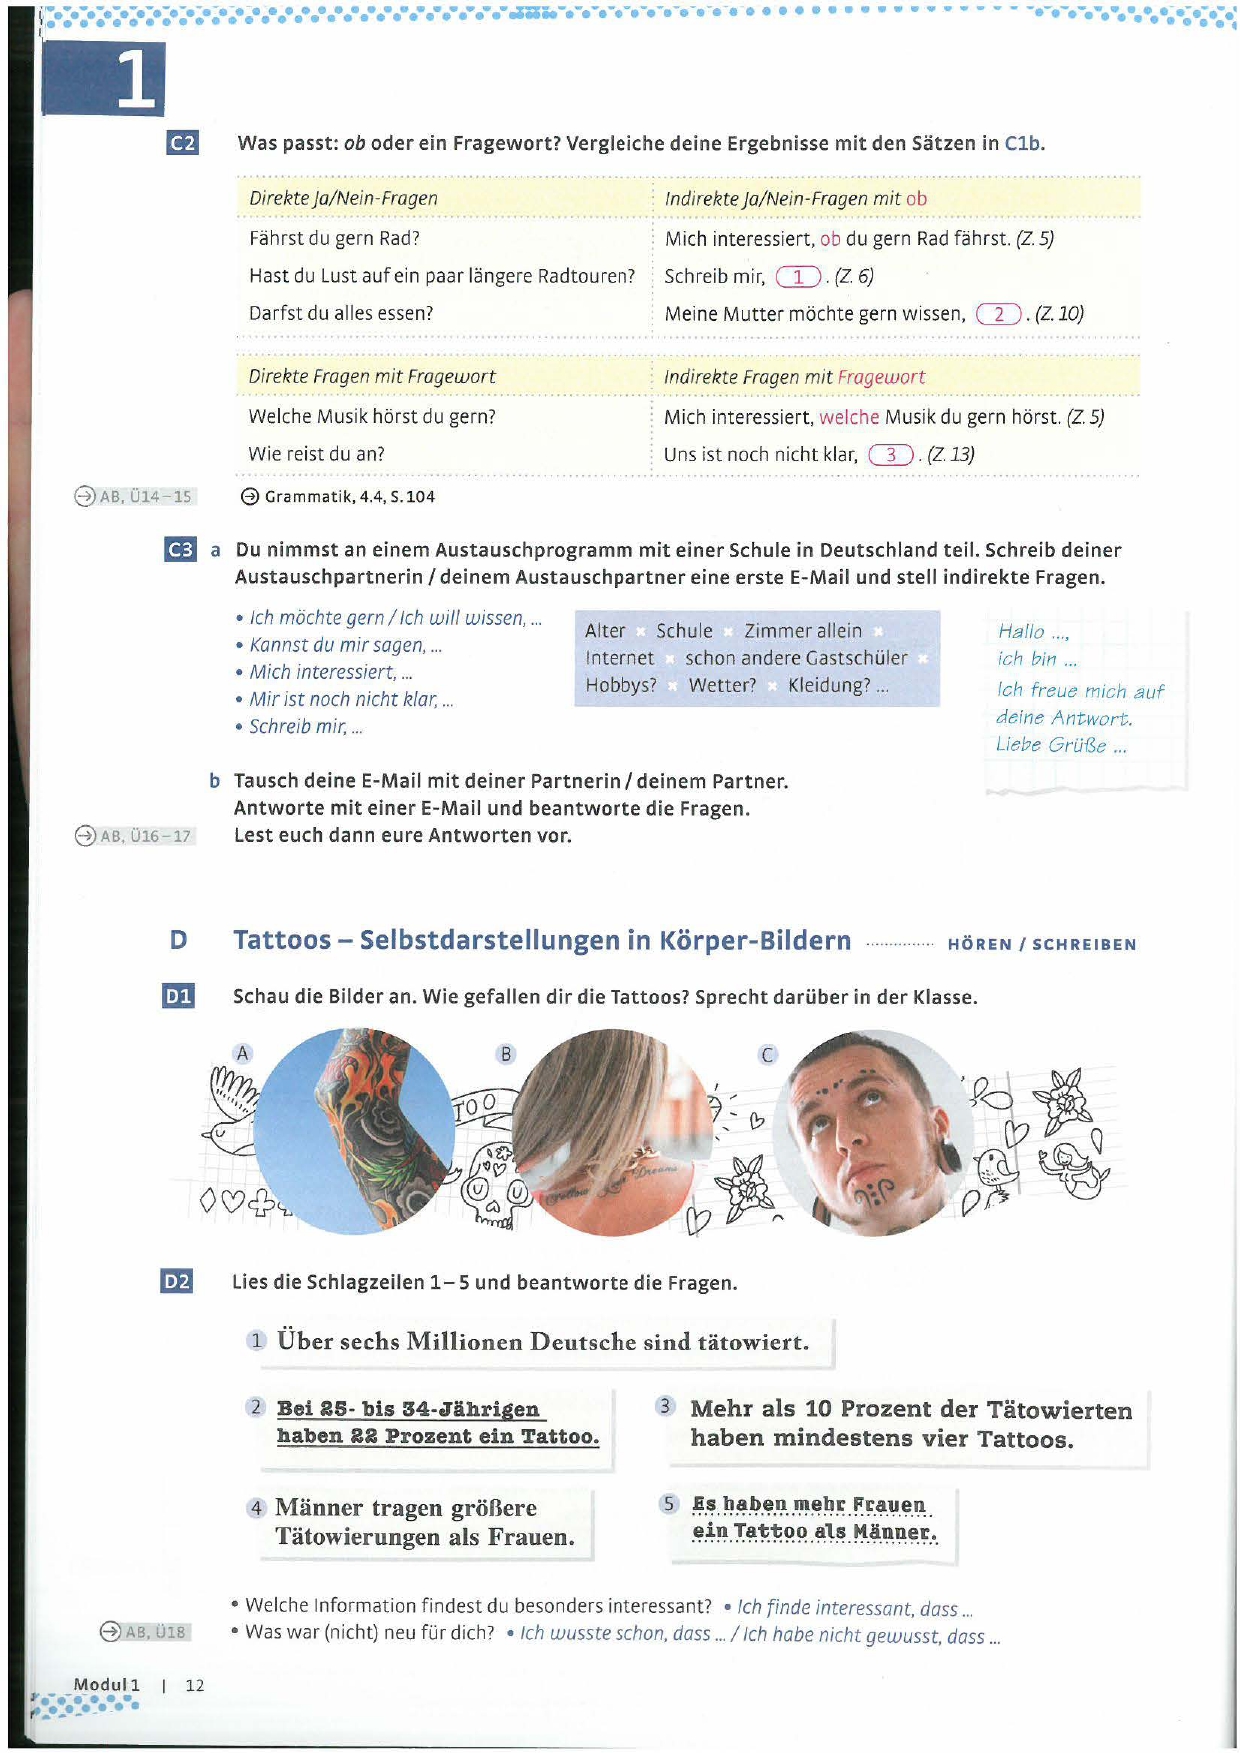 1
C2 Was passt: ob oder ein Fragewort? Vergleiche deine Ergebnisse mit den Sätzen in C1b.
Direkte Ja/Nein-Fragen Indirekte Ja/Nein-Fragen mit ob
Fährst du gern Rad? Mich interessiert, ob du gern Rad fährst. (Z. 5)
Hast du Lust auf ein paar längere Radtouren? Schreib mir, 1 . (Z. 6)
Darfst du alles essen? Meine Mutter möchte gern wissen, 2 . (Z. 10)
Direkte Fragen mit Fragewort Indirekte Fragen mit Fragewort
Welche Musik hörst du gern? Mich interessiert, welche Musik du gern hörst. (Z. 5)
Wie reist du an? Uns ist noch nicht klar, 3 . (Z. 13)
AB, Ü14–15 Grammatik, 4.4, S. 104
C3 a Du nimmst an einem Austauschprogramm mit einer Schule in Deutschland teil. Schreib deiner
Austauschpartnerin / deinem Austauschpartner eine erste E-Mail und stell indirekte Fragen.
• Ich möchte gern / Ich will wissen, ...
• Kannst du mir sagen, ...
• Mich interessiert, ...
• Mir ist noch nicht klar, ...
• Schreib mir, ...
Alter × Schule × Zimmer allein ×
Internet × schon andere Gastschüler ×
Hobbys? × Wetter? × Kleidung? ...
Hallo ...,
ich bin ...
Ich freue mich auf
deine Antwort.
Liebe Grüße ...
b Tausch deine E-Mail mit deiner Partnerin / deinem Partner.
Antworte mit einer E-Mail und beantworte die Fragen.
AB, Ü16–17 Lest euch dann eure Antworten vor.
D Tattoos – Selbstdarstellungen in Körper-Bildern HÖREN / SCHREIBEN
D1 Schau die Bilder an. Wie gefallen dir die Tattoos? Sprecht darüber in der Klasse.
A B C
TOO
Dreams
D2 Lies die Schlagzeilen 1–5 und beantworte die Fragen.
1 Über sechs Millionen Deutsche sind tätowiert.
2 Bei 25- bis 34-Jährigen
haben 22 Prozent ein Tattoo.
3 Mehr als 10 Prozent der Tätowierten
haben mindestens vier Tattoos.
4 Männer tragen größere
Tätowierungen als Frauen.
5 Es haben mehr Frauen
ein Tattoo als Männer.
• Welche Information findest du besonders interessant? • Ich finde interessant, dass ...
AB, Ü18 • Was war (nicht) neu für dich? • Ich wusste schon, dass ... / Ich habe nicht gewusst, dass ...
Modul 1 | 12